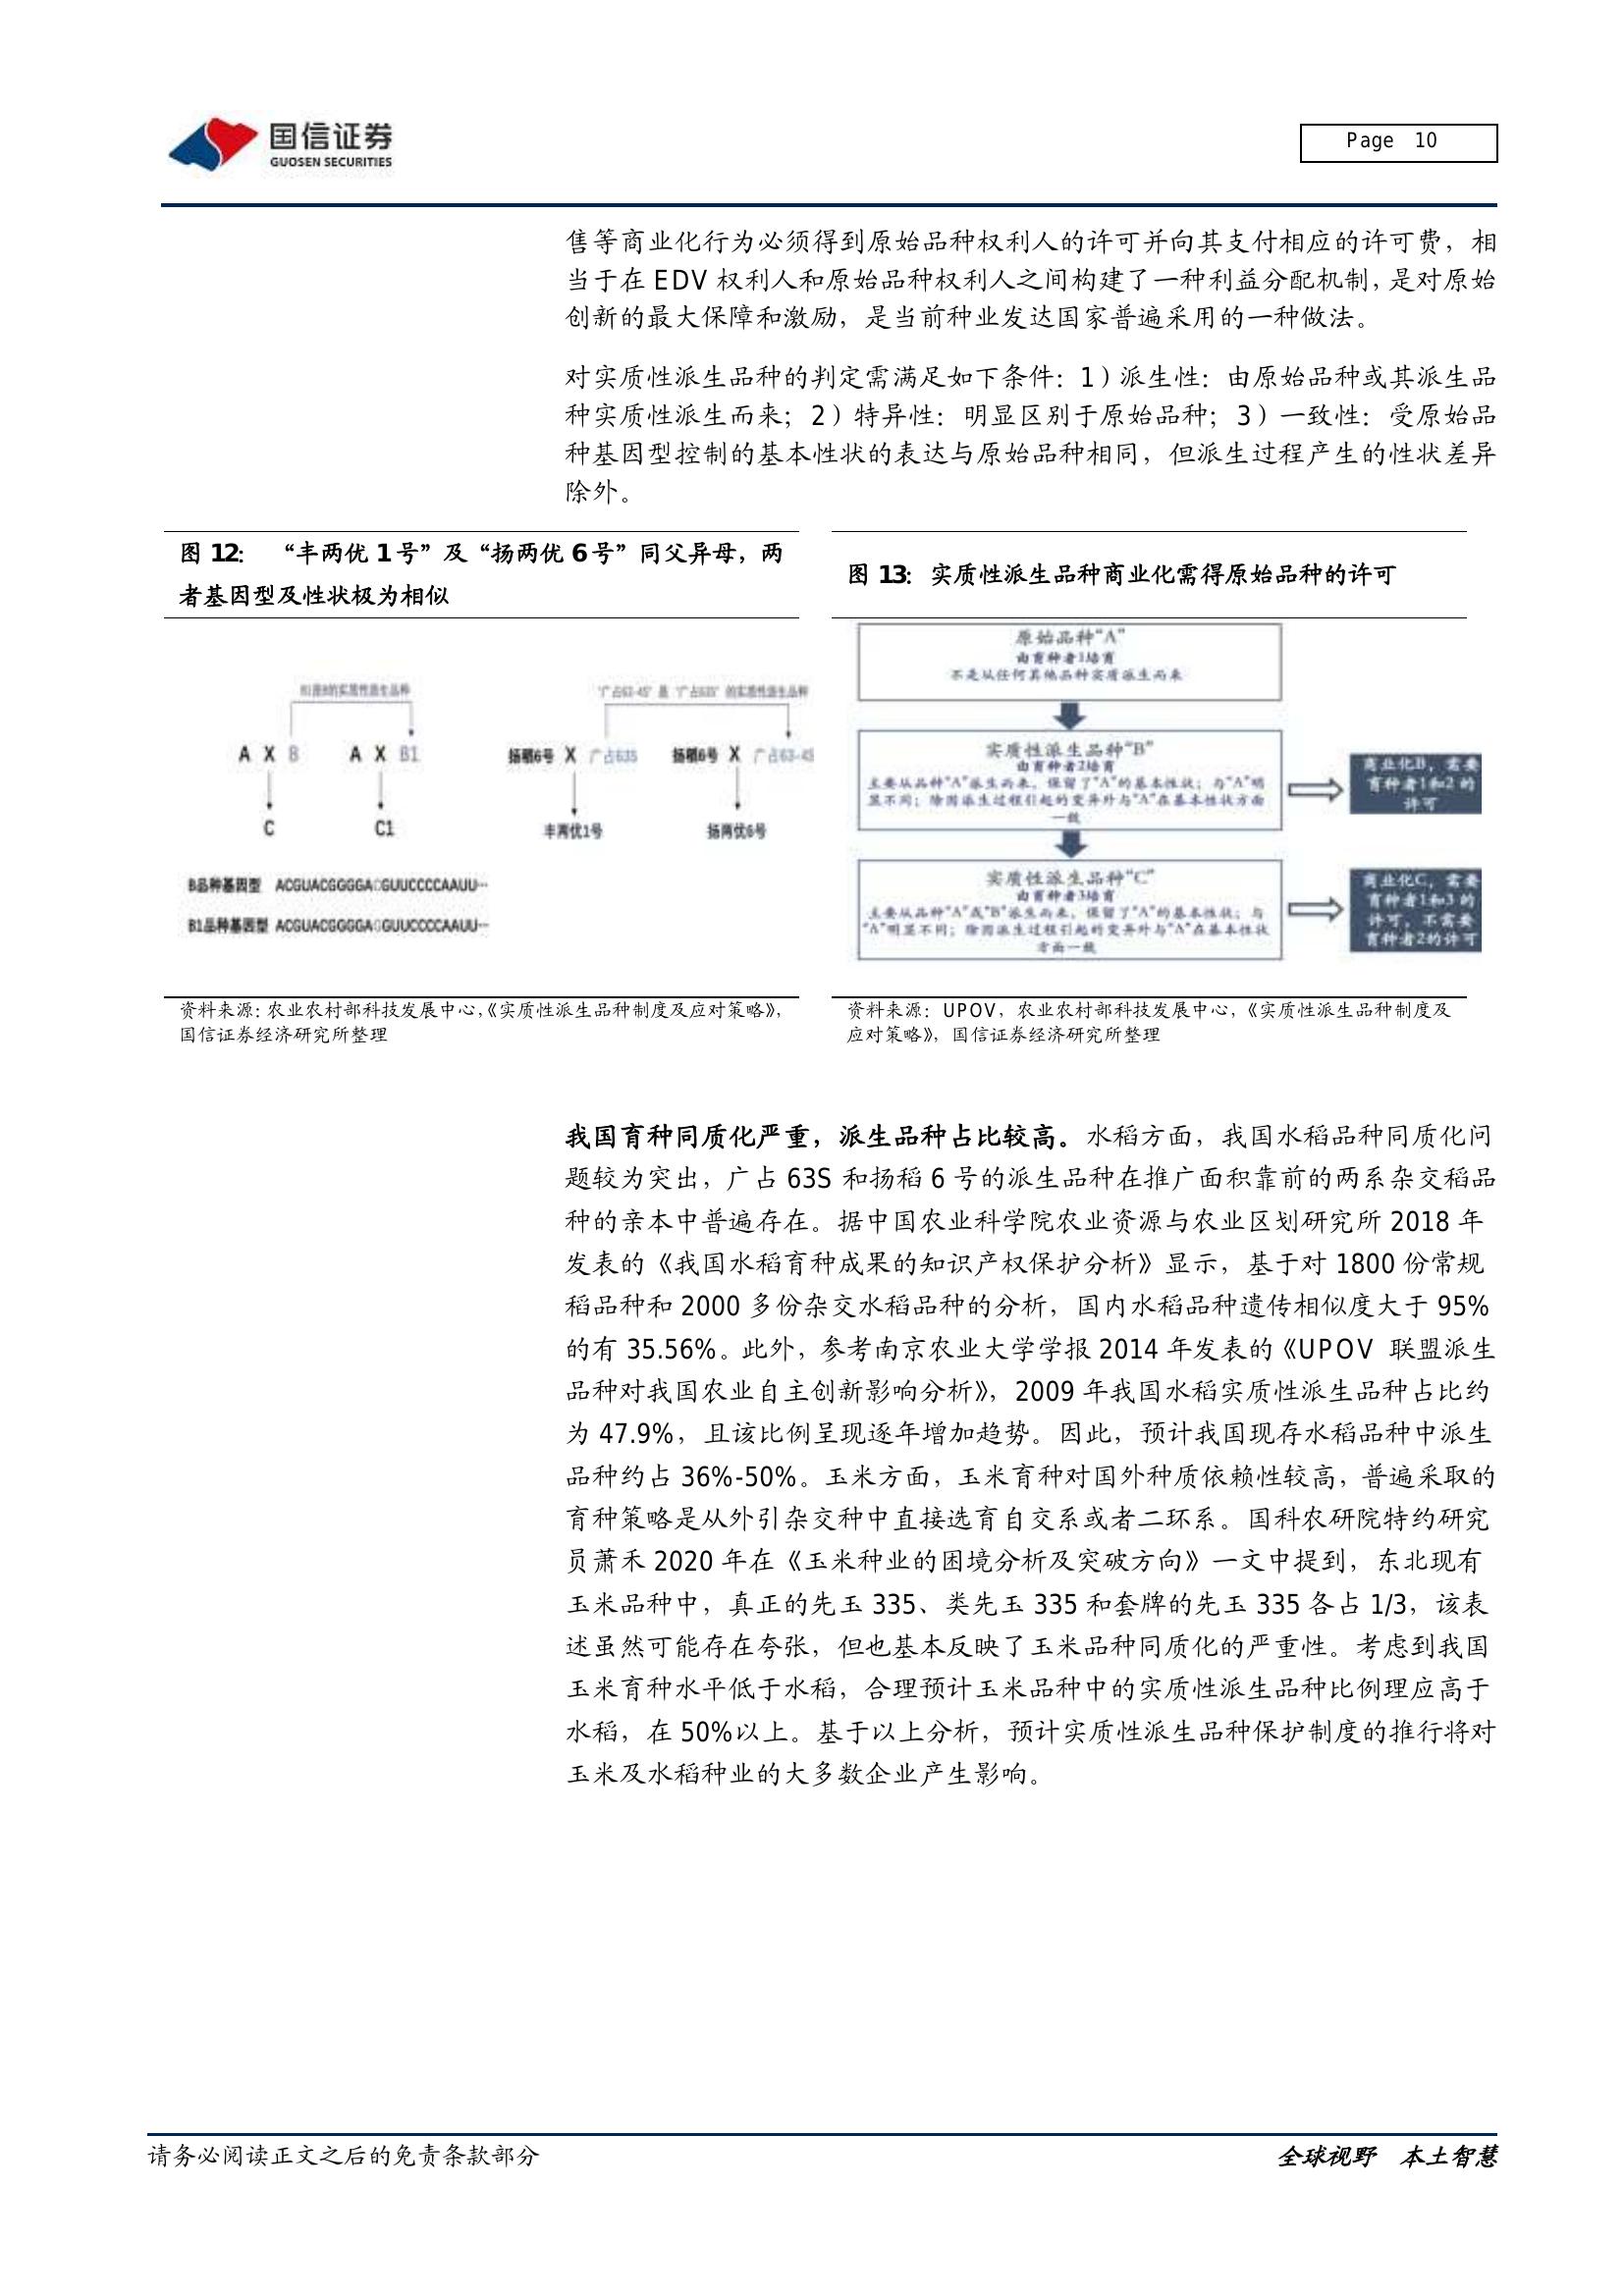 国信证券
GUOSEN SECURITIES
Page 10
售等商业化行为必须得到原始品种权利人的许可并向其支付相应的许可费，相
当于在 EDV 权利人和原始品种权利人之间构建了一种利益分配机制，是对原始
创新的最大保障和激励，是当前种业发达国家普遍采用的一种做法。
对实质性派生品种的判定需满足如下条件：1）派生性：由原始品种或其派生品
种实质性派生而来；2）特异性：明显区别于原始品种；3）一致性：受原始品
种基因型控制的基本性状的表达与原始品种相同，但派生过程产生的性状差异
除外。
图 12： “丰两优 1 号”及“扬两优 6 号”同父异母，两
者基因型及性状极为相似
B1是B的实质性派生品种
“广占63-4S”是“广占63S”的实质性派生品种
A X B A X B1 扬稻6号 X 广占63S 扬稻6号 X 广占63-4S
C C1 丰两优1号 扬两优6号
B品种基因型 ACGUACGGGGA GUUCCCCAAUU···
B1品种基因型 ACGUACGGGGA GUUCCCCAAUU···
资料来源：农业农村部科技发展中心，《实质性派生品种制度及应对策略》，
国信证券经济研究所整理
图 13：实质性派生品种商业化需得原始品种的许可
原始品种“A”
由育种者1培育
不是从任何其他品种实质派生而来
实质性派生品种“B”
由育种者2培育
主要从品种“A”派生而来，保留了“A”的基本性状；与“A”明
显不同；除因派生过程引起的变异外与“A”在基本性状方面
一致
商业化B，需要
育种者1和2 的
许可
实质性派生品种“C”
由育种者3培育
主要从品种“A”或“B”派生而来，保留了“A”的基本性状；与
“A”明显不同；除因派生过程引起的变异外与“A”在基本性状
方面一致
商业化C，需要
育种者1和3 的
许可，不需要
育种者2的许可
资料来源：UPOV，农业农村部科技发展中心，《实质性派生品种制度及
应对策略》，国信证券经济研究所整理
我国育种同质化严重，派生品种占比较高。水稻方面，我国水稻品种同质化问
题较为突出，广占 63S 和扬稻 6 号的派生品种在推广面积靠前的两系杂交稻品
种的亲本中普遍存在。据中国农业科学院农业资源与农业区划研究所 2018 年
发表的《我国水稻育种成果的知识产权保护分析》显示，基于对 1800 份常规
稻品种和 2000 多份杂交水稻品种的分析，国内水稻品种遗传相似度大于 95%
的有 35.56%。此外，参考南京农业大学学报 2014 年发表的《UPOV 联盟派生
品种对我国农业自主创新影响分析》，2009 年我国水稻实质性派生品种占比约
为 47.9%，且该比例呈现逐年增加趋势。因此，预计我国现存水稻品种中派生
品种约占 36%-50%。玉米方面，玉米育种对国外种质依赖性较高，普遍采取的
育种策略是从外引杂交种中直接选育自交系或者二环系。国科农研院特约研究
员萧禾 2020 年在《玉米种业的困境分析及突破方向》一文中提到，东北现有
玉米品种中，真正的先玉 335、类先玉 335 和套牌的先玉 335 各占 1/3，该表
述虽然可能存在夸张，但也基本反映了玉米品种同质化的严重性。考虑到我国
玉米育种水平低于水稻，合理预计玉米品种中的实质性派生品种比例理应高于
水稻，在 50%以上。基于以上分析，预计实质性派生品种保护制度的推行将对
玉米及水稻种业的大多数企业产生影响。
请务必阅读正文之后的免责条款部分
全球视野 本土智慧